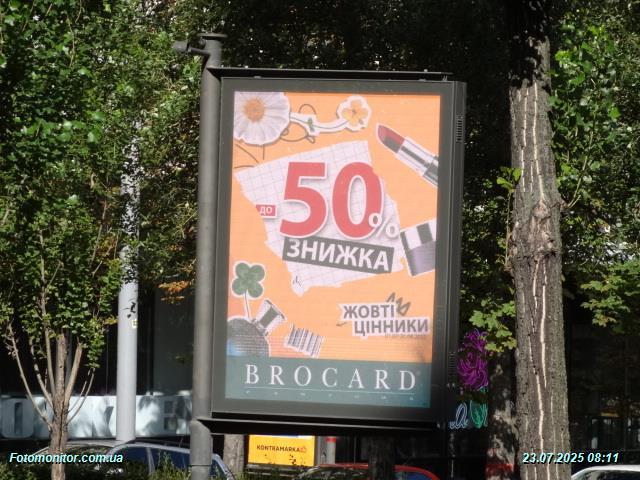 ДО
50%
ЗНИЖКА
ЖОВТІ
ЦІННИКИ
BROCARD
KONTRAMARKA
Fotomonitor.com.ua
23.07.2025 08:11